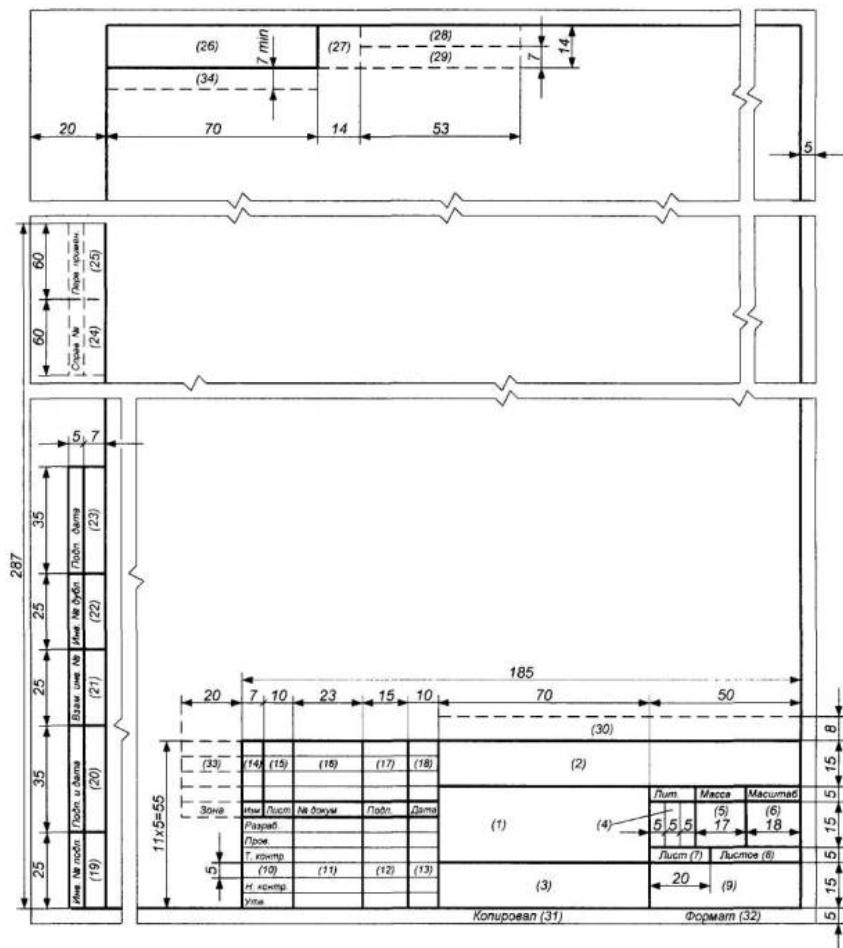 (26) (27) (28)
(29)
(34)
7 min
7
14
20 70 14 53
5
60 Перв. примен. (25)
60 Справ. № (24)
287
5 7
35 Подп. дата (23)
25 Инв. № дубл. (22)
25 Взам. инв. № (21)
35 Подп. и дата (20)
25 Инв. № подл. (19)
185
20 7 10 23 15 10 70 50
(30) 8
(33) (14) (15) (16) (17) (18) (2) 15
Лит. Масса Масштаб 5
Зона Изм. Лист № докум. Подп. Дата
(1) (4) (5) (6)
5 5 5 17 18 15
11x5=55
Разраб.
Пров.
Т. контр. Лист (7) Листов (8) 5
5 (10) (11) (12) (13)
Н. контр. (3) 20 (9) 15
Утв.
Копировал (31) Формат (32) 5